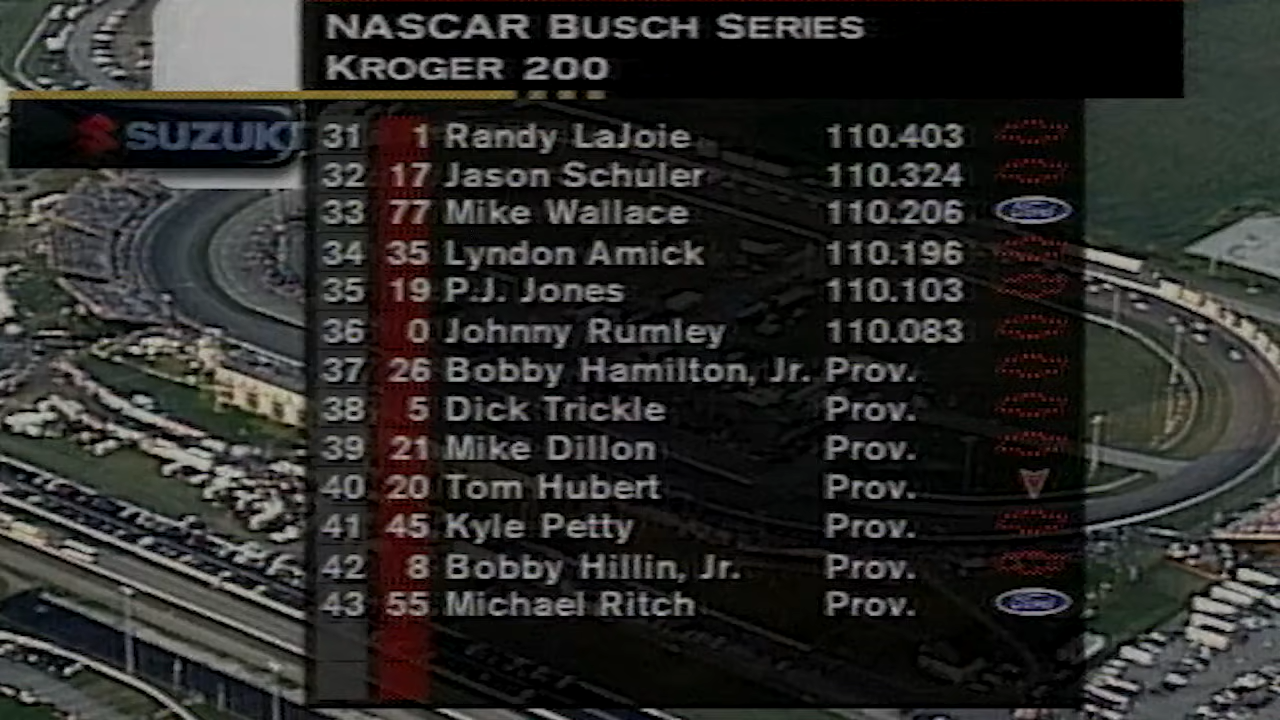 NASCAR BUSCH SERIES
KROGER 200
SUZUKI
31 1 Randy LaJoie 110.403
32 17 Jason Schuler 110.324
33 77 Mike Wallace 110.206 Ford
34 35 Lyndon Amick 110.196
35 19 P.J. Jones 110.103
36 0 Johnny Rumley 110.083
37 26 Bobby Hamilton, Jr. Prov.
38 5 Dick Trickle Prov.
39 21 Mike Dillon Prov.
40 20 Tom Hubert Prov.
41 45 Kyle Petty Prov.
42 8 Bobby Hillin, Jr. Prov.
43 55 Michael Ritch Prov. Ford